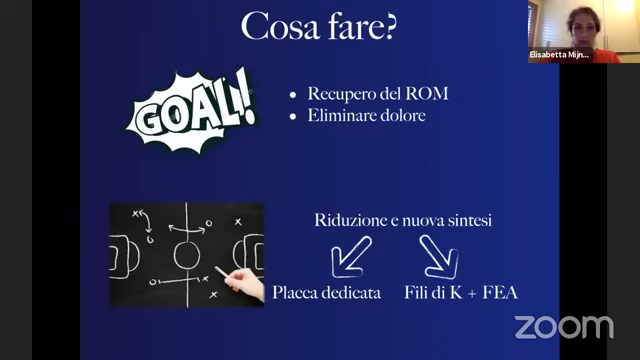 Cosa fare?
Elisabetta Mijn...
GOAL!
• Recupero del ROM
• Eliminare dolore
Riduzione e nuova sintesi
Placca dedicata
Fili di K + FEA
zoom